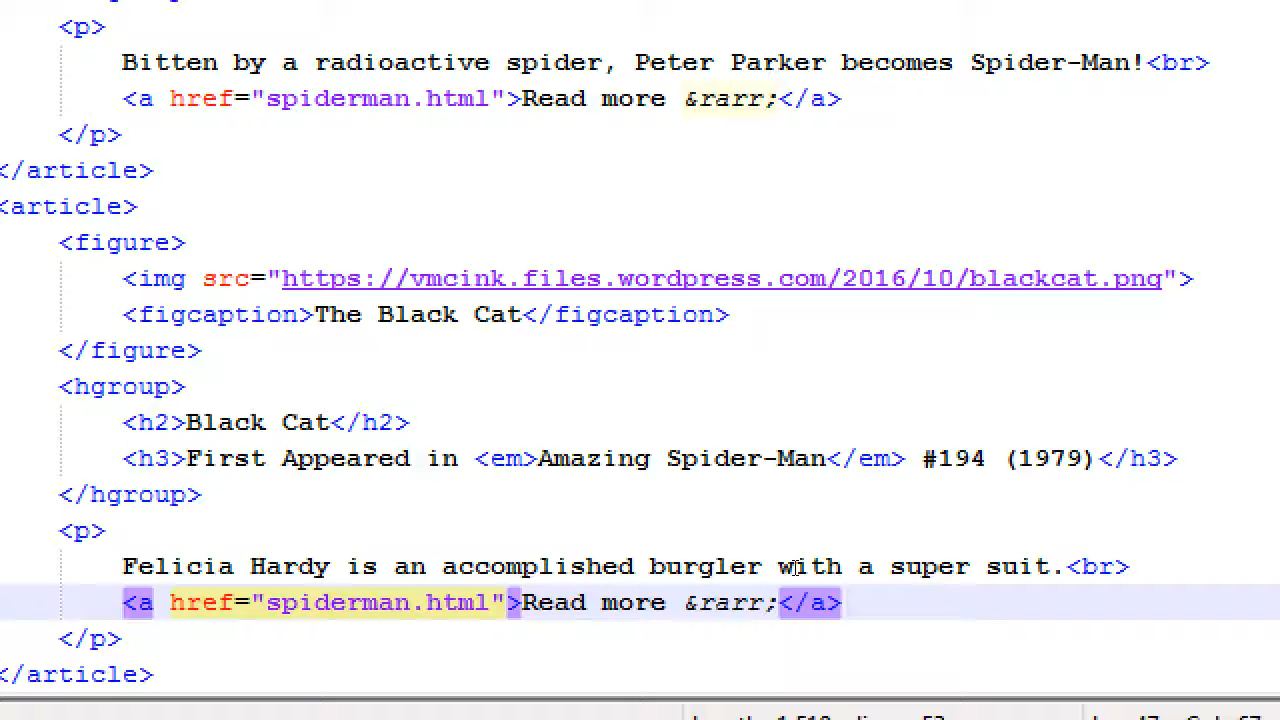 <p>
Bitten by a radioactive spider, Peter Parker becomes Spider-Man!<br>
<a href="spiderman.html">Read more &rarr;</a>
</p>
</article>
<article>
<figure>
<img src="https://vmcink.files.wordpress.com/2016/10/blackcat.png">
<figcaption>The Black Cat</figcaption>
</figure>
<hgroup>
<h2>Black Cat</h2>
<h3>First Appeared in <em>Amazing Spider-Man</em> #194 (1979)</h3>
</hgroup>
<p>
Felicia Hardy is an accomplished burgler with a super suit.<br>
<a href="spiderman.html">Read more &rarr;</a>
</p>
</article>